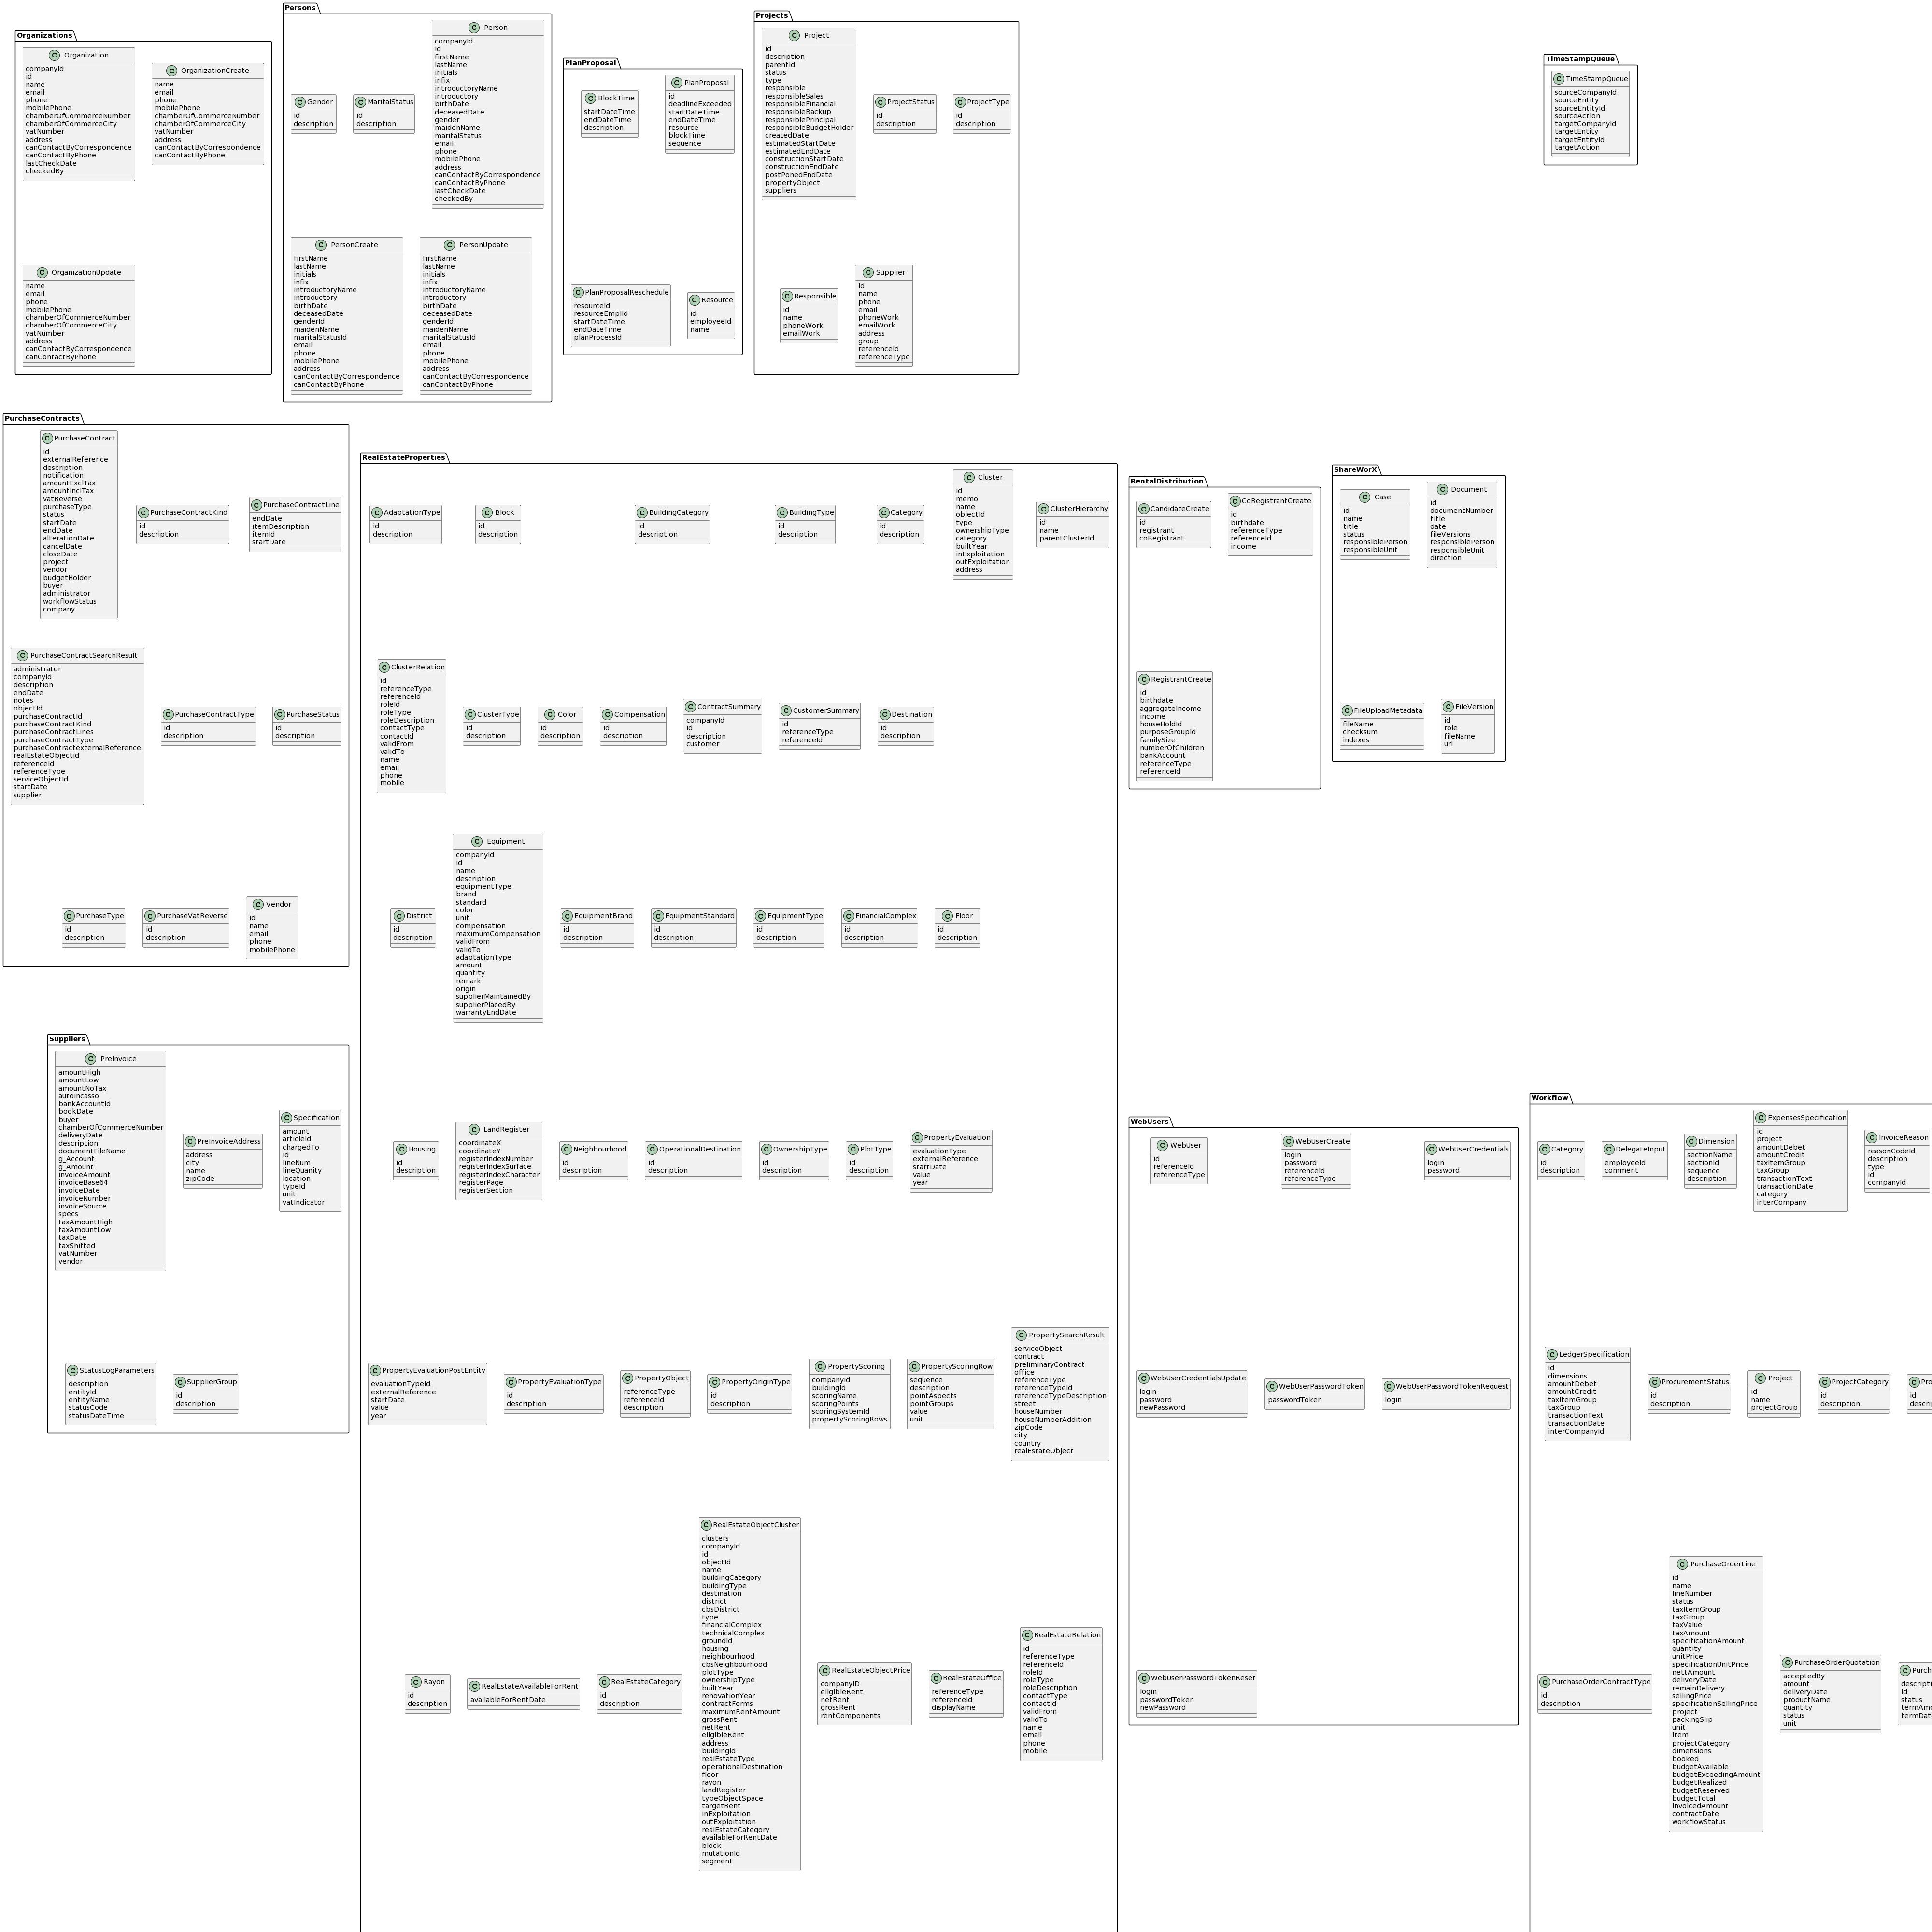 Organizations
C Organization
companyId
id
name
email
phone
mobilePhone
chamberOfCommerceNumber
chamberOfCommerceCity
vatNumber
address
canContactByCorrespondence
canContactByPhone
lastCheckDate
checkedBy
C OrganizationCreate
name
email
phone
mobilePhone
chamberOfCommerceNumber
chamberOfCommerceCity
vatNumber
address
canContactByCorrespondence
canContactByPhone
C OrganizationUpdate
name
email
phone
mobilePhone
chamberOfCommerceNumber
chamberOfCommerceCity
vatNumber
address
canContactByCorrespondence
canContactByPhone
Persons
C Gender
id
description
C MaritalStatus
id
description
C Person
companyId
id
firstName
lastName
initials
infix
introductoryName
introductory
birthDate
deceasedDate
gender
maidenName
maritalStatus
email
phone
mobilePhone
address
canContactByCorrespondence
canContactByPhone
lastCheckDate
checkedBy
C PersonCreate
firstName
lastName
initials
infix
introductoryName
introductory
birthDate
deceasedDate
genderId
maidenName
maritalStatusId
email
phone
mobilePhone
address
canContactByCorrespondence
canContactByPhone
C PersonUpdate
firstName
lastName
initials
infix
introductoryName
introductory
birthDate
deceasedDate
genderId
maidenName
maritalStatusId
email
phone
mobilePhone
address
canContactByCorrespondence
canContactByPhone
PlanProposal
C BlockTime
startDateTime
endDateTime
description
C PlanProposal
id
deadlineExceeded
startDateTime
endDateTime
resource
blockTime
sequence
C PlanProposalReschedule
resourceId
resourceEmplId
startDateTime
endDateTime
planProcessId
C Resource
id
employeeId
name
Projects
C Project
id
description
parentId
status
type
responsible
responsibleSales
responsibleFinancial
responsibleBackup
responsiblePrincipal
responsibleBudgetHolder
createdDate
estimatedStartDate
estimatedEndDate
constructionStartDate
constructionEndDate
postPonedEndDate
propertyObject
suppliers
C ProjectStatus
id
description
C ProjectType
id
description
C Responsible
id
name
phoneWork
emailWork
C Supplier
id
name
phone
email
phoneWork
emailWork
address
group
referenceId
referenceType
TimeStampQueue
C TimeStampQueue
sourceCompanyId
sourceEntity
sourceEntityId
sourceAction
targetCompanyId
targetEntity
targetEntityId
targetAction
PurchaseContracts
C PurchaseContract
id
externalReference
description
notification
amountExclTax
amountInclTax
vatReverse
purchaseType
status
startDate
endDate
alterationDate
cancelDate
closeDate
project
vendor
budgetHolder
buyer
administrator
workflowStatus
company
C PurchaseContractKind
id
description
C PurchaseContractLine
endDate
itemDescription
itemId
startDate
C PurchaseContractSearchResult
administrator
companyId
description
endDate
notes
objectId
purchaseContractId
purchaseContractKind
purchaseContractLines
purchaseContractType
purchaseContractexternalReference
realEstateObjectid
referenceId
referenceType
serviceObjectId
startDate
supplier
C PurchaseContractType
id
description
C PurchaseStatus
id
description
C PurchaseType
id
description
C PurchaseVatReverse
id
description
C Vendor
id
name
email
phone
mobilePhone
RealEstateProperties
C AdaptationType
id
description
C Block
id
description
C BuildingCategory
id
description
C BuildingType
id
description
C Category
id
description
C Cluster
id
memo
name
objectId
type
ownershipType
category
builtYear
inExploitation
outExploitation
address
C ClusterHierarchy
id
name
parentClusterId
C ClusterRelation
id
referenceType
referenceId
roleId
roleType
roleDescription
contactType
contactId
validFrom
validTo
name
email
phone
mobile
C ClusterType
id
description
C Color
id
description
C Compensation
id
description
C ContractSummary
companyId
id
description
customer
C CustomerSummary
id
referenceType
referenceId
C Destination
id
description
C District
id
description
C Equipment
companyId
id
name
description
equipmentType
brand
standard
color
unit
compensation
maximumCompensation
validFrom
validTo
adaptationType
amount
quantity
remark
origin
supplierMaintainedBy
supplierPlacedBy
warrantyEndDate
C EquipmentBrand
id
description
C EquipmentStandard
id
description
C EquipmentType
id
description
C FinancialComplex
id
description
C Floor
id
description
C Housing
id
description
C LandRegister
coordinateX
coordinateY
registerIndexNumber
registerIndexSurface
registerIndexCharacter
registerPage
registerSection
C Neighbourhood
id
description
C OperationalDestination
id
description
C OwnershipType
id
description
C PlotType
id
description
C PropertyEvaluation
evaluationType
externalReference
startDate
value
year
C PropertyEvaluationPostEntity
evaluationTypeId
externalReference
startDate
value
year
C PropertyEvaluationType
id
description
C PropertyObject
referenceType
referenceId
description
C PropertyOriginType
id
description
C PropertyScoring
companyId
buildingId
scoringName
scoringPoints
scoringSystemId
propertyScoringRows
C PropertyScoringRow
sequence
description
pointAspects
pointGroups
value
unit
C PropertySearchResult
serviceObject
contract
preliminaryContract
office
referenceType
referenceTypeId
referenceTypeDescription
street
houseNumber
houseNumberAddition
zipCode
city
country
realEstateObject
C Rayon
id
description
C RealEstateAvailableForRent
availableForRentDate
C RealEstateCategory
id
description
C RealEstateObjectCluster
clusters
companyId
id
objectId
name
buildingCategory
buildingType
destination
district
cbsDistrict
type
financialComplex
technicalComplex
groundId
housing
neighbourhood
cbsNeighbourhood
plotType
ownershipType
builtYear
renovationYear
contractForms
maximumRentAmount
grossRent
netRent
eligibleRent
address
buildingId
realEstateType
operationalDestination
floor
rayon
landRegister
typeObjectSpace
targetRent
inExploitation
outExploitation
realEstateCategory
availableForRentDate
block
mutationId
segment
C RealEstateObjectPrice
companyID
eligibleRent
netRent
grossRent
rentComponents
C RealEstateOffice
referenceType
referenceId
displayName
C RealEstateRelation
id
referenceType
referenceId
roleId
roleType
roleDescription
contactType
contactId
validFrom
validTo
name
email
phone
mobile
RentalDistribution
C CandidateCreate
id
registrant
coRegistrant
C CoRegistrantCreate
id
birthdate
referenceType
referenceId
income
C RegistrantCreate
id
birthdate
aggregateIncome
income
houseHoldId
purposeGroupId
familySize
numberOfChildren
bankAccount
referenceType
referenceId
ShareWorX
C Case
id
name
title
status
responsiblePerson
responsibleUnit
C Document
id
documentNumber
title
date
fileVersions
responsiblePerson
responsibleUnit
direction
C FileUploadMetadata
fileName
checksum
indexes
C FileVersion
id
role
fileName
url
Suppliers
C PreInvoice
amountHigh
amountLow
amountNoTax
autoIncasso
bankAccountId
bookDate
buyer
chamberOfCommerceNumber
deliveryDate
description
documentFileName
g_Account
g_Amount
invoiceAmount
invoiceBase64
invoiceDate
invoiceNumber
invoiceSource
specs
taxAmountHigh
taxAmountLow
taxDate
taxShifted
vatNumber
vendor
C PreInvoiceAddress
address
city
name
zipCode
C Specification
amount
articleId
chargedTo
id
lineNum
lineQuanity
location
typeId
unit
vatIndicator
C StatusLogParameters
description
entityId
entityName
statusCode
statusDateTime
C SupplierGroup
id
description
WebUsers
C WebUser
id
referenceId
referenceType
C WebUserCreate
login
password
referenceId
referenceType
C WebUserCredentials
login
password
C WebUserCredentialsUpdate
login
password
newPassword
C WebUserPasswordToken
passwordToken
C WebUserPasswordTokenRequest
login
C WebUserPasswordTokenReset
login
passwordToken
newPassword
Workflow
C Category
id
description
C DelegateInput
employeeId
comment
C Dimension
sectionName
sectionId
sequence
description
C ExpensesSpecification
id
project
amountDebet
amountCredit
taxItemGroup
taxGroup
transactionText
transactionDate
category
interCompany
C InvoiceReason
reasonCodeId
description
type
id
companyId
C LedgerSpecification
id
dimensions
amountDebet
amountCredit
taxItemGroup
taxGroup
transactionText
transactionDate
interCompanyId
C ProcurementStatus
id
description
C Project
id
name
projectGroup
C ProjectCategory
id
description
C Pro
id
descrip
C PurchaseOrderContractType
id
description
C PurchaseOrderLine
id
name
lineNumber
status
taxItemGroup
taxGroup
taxValue
taxAmount
specificationAmount
quantity
unitPrice
specificationUnitPrice
nettAmount
deliveryDate
remainDelivery
sellingPrice
specificationSellingPrice
project
packingSlip
unit
item
projectCategory
dimensions
booked
budgetAvailable
budgetExceedingAmount
budgetRealized
budgetReserved
budgetTotal
invoicedAmount
contractDate
workflowStatus
C PurchaseOrderQuotation
acceptedBy
amount
deliveryDate
productName
quantity
status
unit
C Purch
descripti
id
status
termAmo
termDate